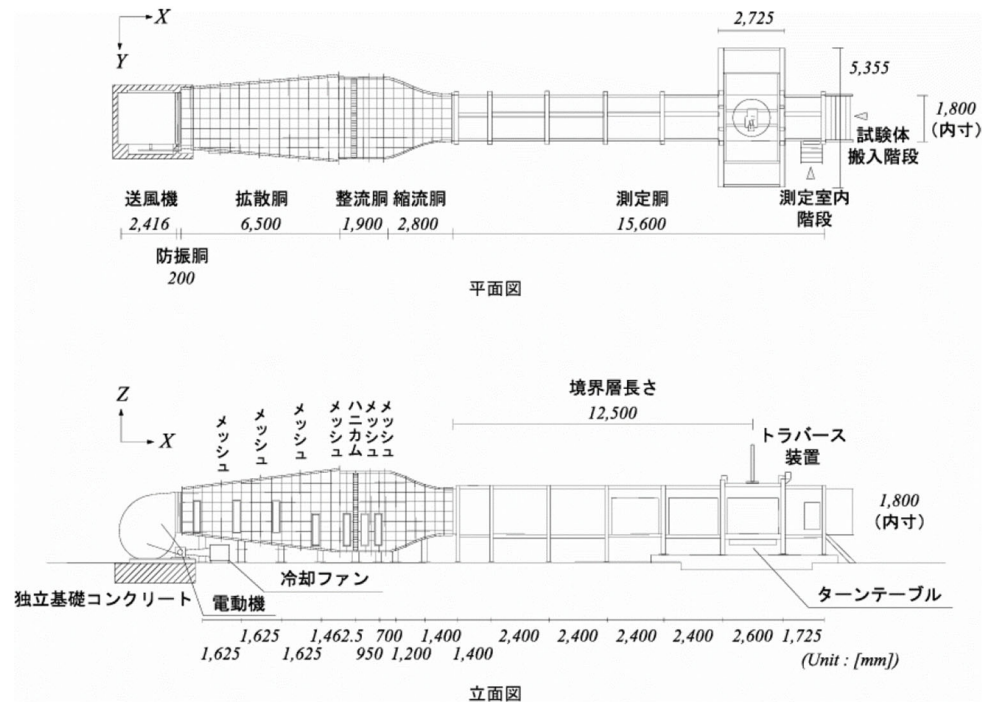 X
Y
2,725
5,355
1,800
(内寸)
試験体
搬入階段
測定室内
階段
送風機
拡散胴
整流胴
縮流胴
測定胴
2,416
6,500
1,900
2,800
15,600
防振胴
200
平面図
Z
X
メッシュ
メッシュ
メッシュ
メッシュ
ハニカム
メッシュ
メッシュ
境界層長さ
12,500
トラバース
装置
1,800
(内寸)
独立基礎コンクリート
電動機
冷却ファン
ターンテーブル
1,625
1,462.5
700
1,400
2,400
2,400
2,400
2,400
2,600
1,725
1,625
1,625
950
1,200
1,400
(Unit : [mm])
立面図